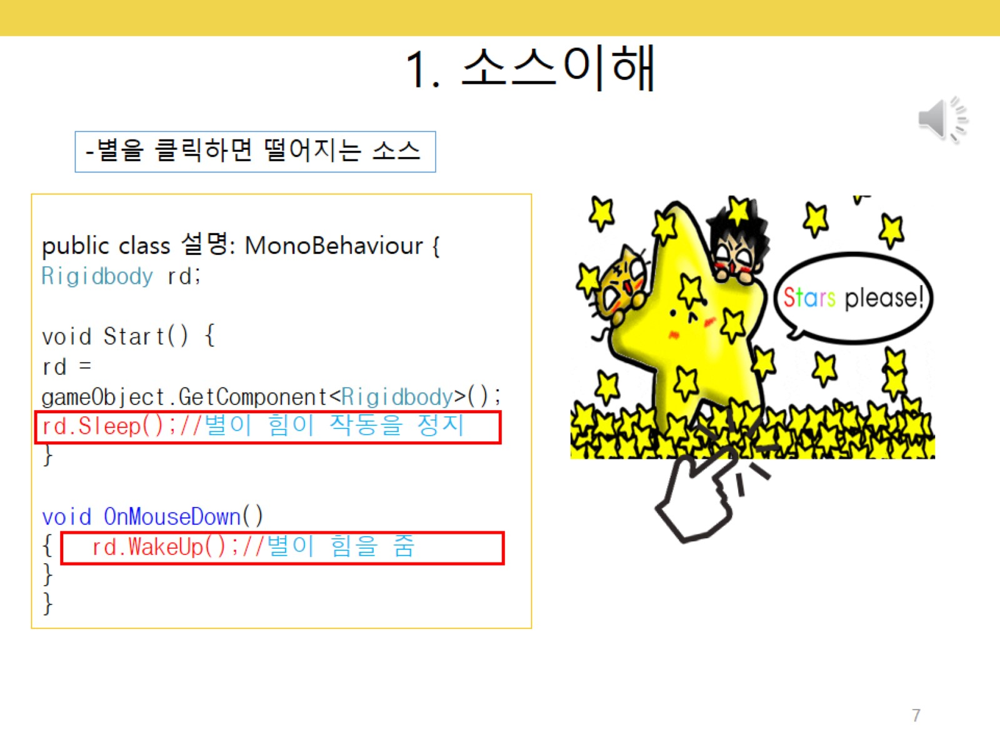 1. 소스이해
-별을 클릭하면 떨어지는 소스
public class 설명: MonoBehaviour {
Rigidbody rd;
void Start() {
rd =
gameObject.GetComponent<Rigidbody>();
rd.Sleep();//별이 힘이 작동을 정지
}
void OnMouseDown()
{ rd.WakeUp();//별이 힘을 줌
}
}
Stars please!
7